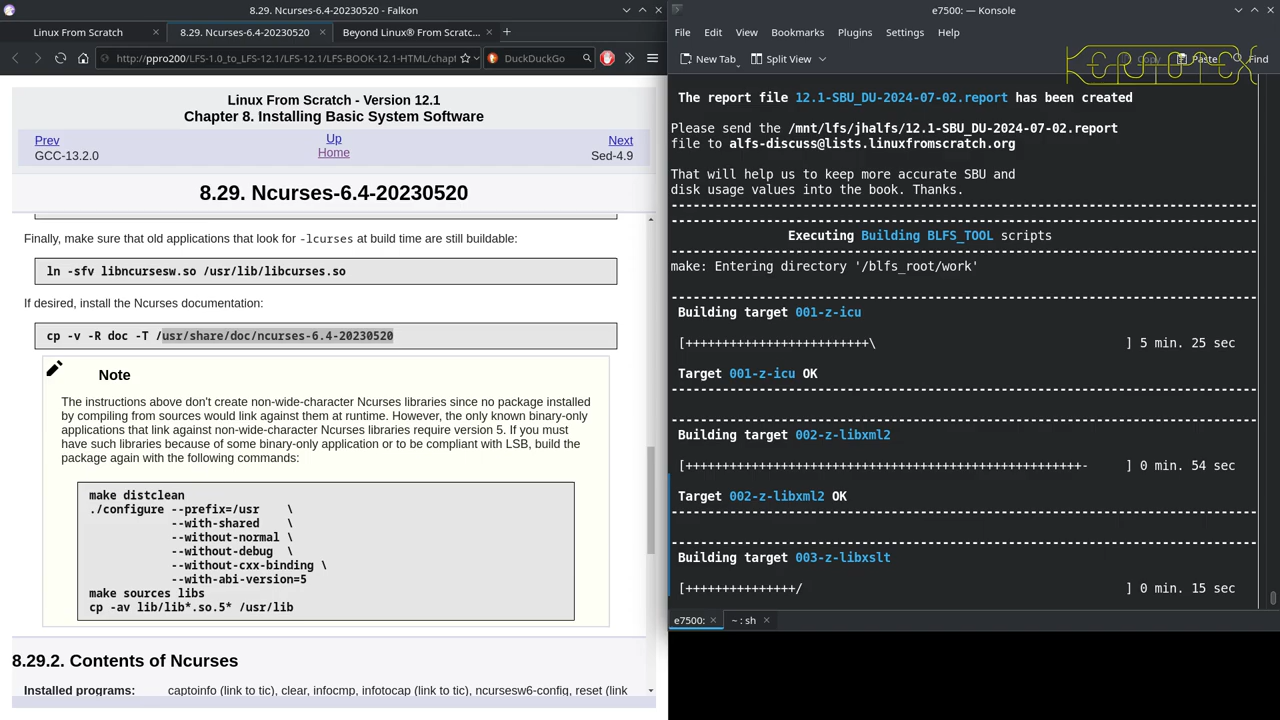 8.29. Ncurses-6.4-20230520 - Falkon
Linux From Scratch
8.29. Ncurses-6.4-20230520
Beyond Linux® From Scratc...
http://ppro200/LFS-1.0_to_LFS-12.1/LFS-12.1/LFS-BOOK-12.1-HTML/chapt
DuckDuckGo
Linux From Scratch - Version 12.1
Chapter 8. Installing Basic System Software
Prev
Up
Next
GCC-13.2.0
Home
Sed-4.9
8.29. Ncurses-6.4-20230520
Finally, make sure that old applications that look for -lcurses at build time are still buildable:
ln -sfv libncursesw.so /usr/lib/libcurses.so
If desired, install the Ncurses documentation:
cp -v -R doc -T /usr/share/doc/ncurses-6.4-20230520
Note
The instructions above don't create non-wide-character Ncurses libraries since no package installed
by compiling from sources would link against them at runtime. However, the only known binary-only
applications that link against non-wide-character Ncurses libraries require version 5. If you must
have such libraries because of some binary-only application or to be compliant with LSB, build the
package again with the following commands:
make distclean
./configure --prefix=/usr \
--with-shared \
--without-normal \
--without-debug \
--without-cxx-binding \
--with-abi-version=5
make sources libs
cp -av lib/lib*.so.5* /usr/lib
8.29.2. Contents of Ncurses
Installed programs: captoinfo (link to tic), clear, infocmp, infotocap (link to tic), ncursesw6-config, reset (link
e7500: — Konsole
File Edit View Bookmarks Plugins Settings Help
New Tab Split View Copy Paste Find
The report file 12.1-SBU_DU-2024-07-02.report has been created
Please send the /mnt/lfs/jhalfs/12.1-SBU_DU-2024-07-02.report
file to alfs-discuss@lists.linuxfromscratch.org
That will help us to keep more accurate SBU and
disk usage values into the book. Thanks.
Executing Building BLFS_TOOL scripts
make: Entering directory '/blfs_root/work'
Building target 001-z-icu
[+++++++++++++++++++++++++\ ] 5 min. 25 sec
Target 001-z-icu OK
Building target 002-z-libxml2
[++++++++++++++++++++++++++++++++++++++++++++++++++++++- ] 0 min. 54 sec
Target 002-z-libxml2 OK
Building target 003-z-libxslt
[+++++++++++++++/ ] 0 min. 15 sec
e7500:
~ : sh